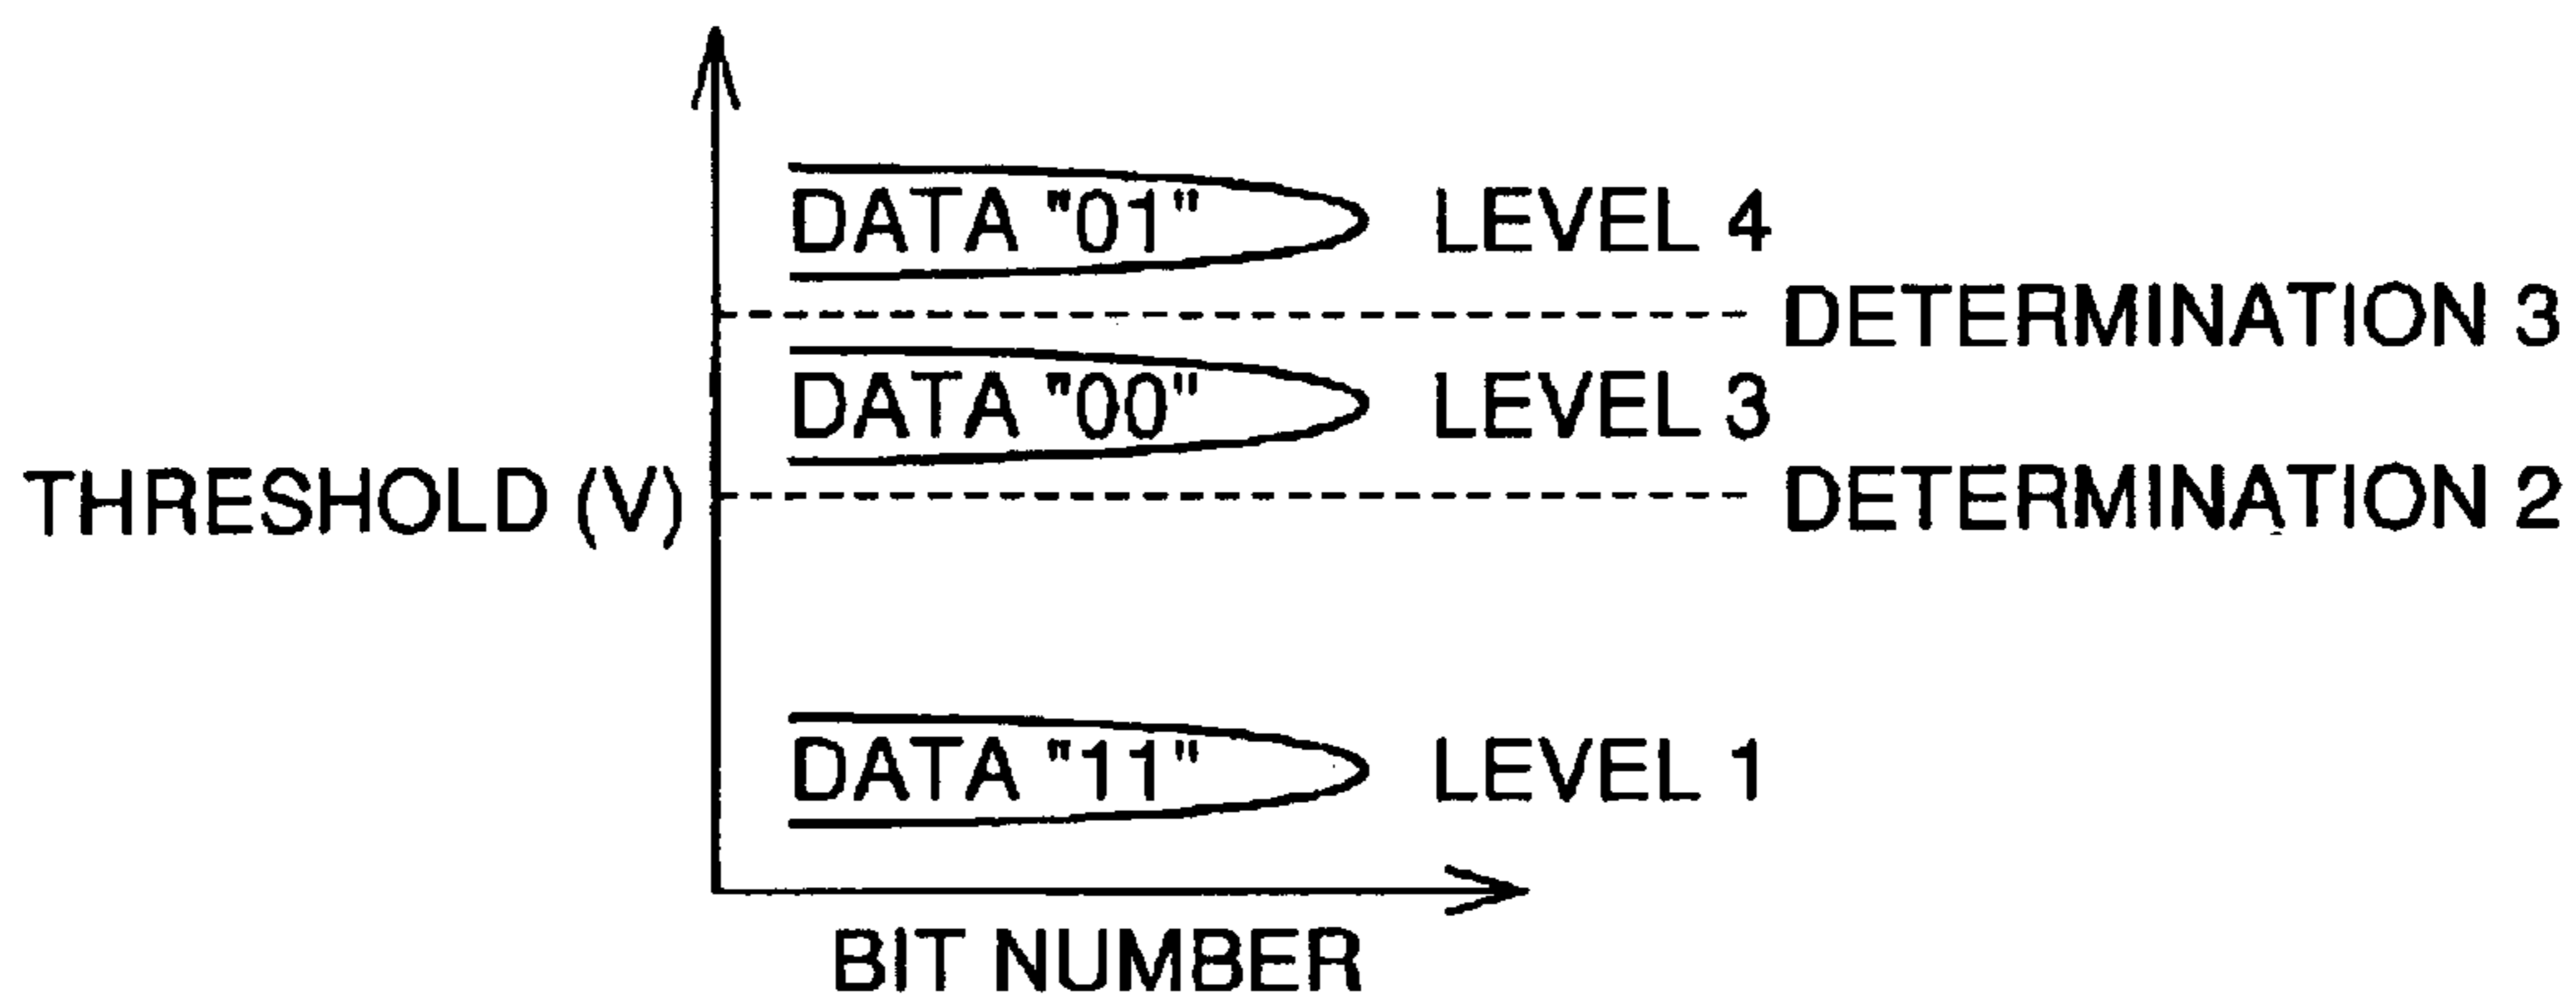 DATA "01" LEVEL 4
DETERMINATION 3
DATA "00" LEVEL 3
THRESHOLD (V) DETERMINATION 2
DATA "11" LEVEL 1
BIT NUMBER